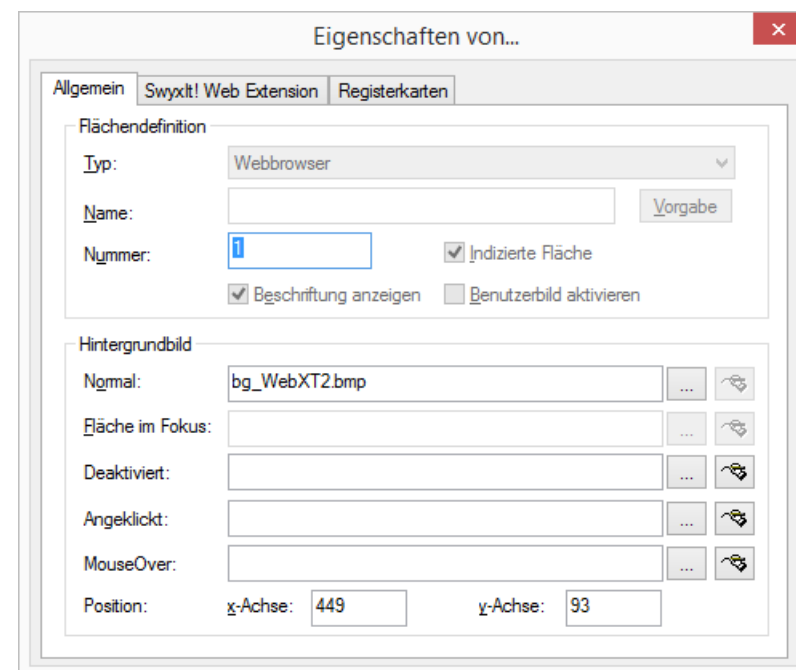 Eigenschaften von...
Allgemein SwyxIt! Web Extension Registerkarten
Flächendefinition
Typ: Webbrowser
Name: Vorgabe
Nummer: 1 Indizierte Fläche
Beschriftung anzeigen Benutzerbild aktivieren
Hintergrundbild
Normal: bg_WebXT2.bmp ...
Fläche im Fokus: ...
Deaktiviert: ...
Angeklickt: ...
MouseOver: ...
Position: x-Achse: 449 y-Achse: 93